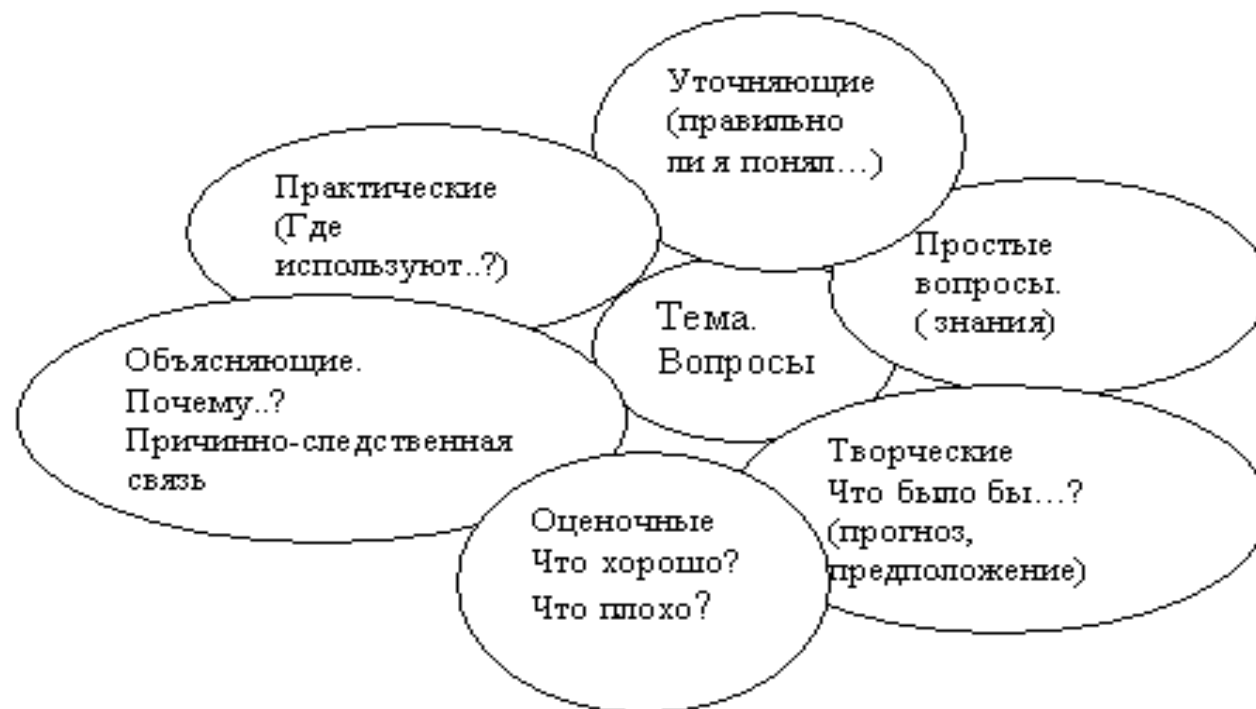 Уточняющие
(правильно
ли я понял…)
Практические
(Где
используют..?)
Простые
вопросы.
( знания)
Тема.
Вопросы
Объясняющие.
Почему..?
Причинно-следственная
связь
Творческие
Что было бы…?
(прогноз,
предположение)
Оценочные
Что хорошо?
Что плохо?